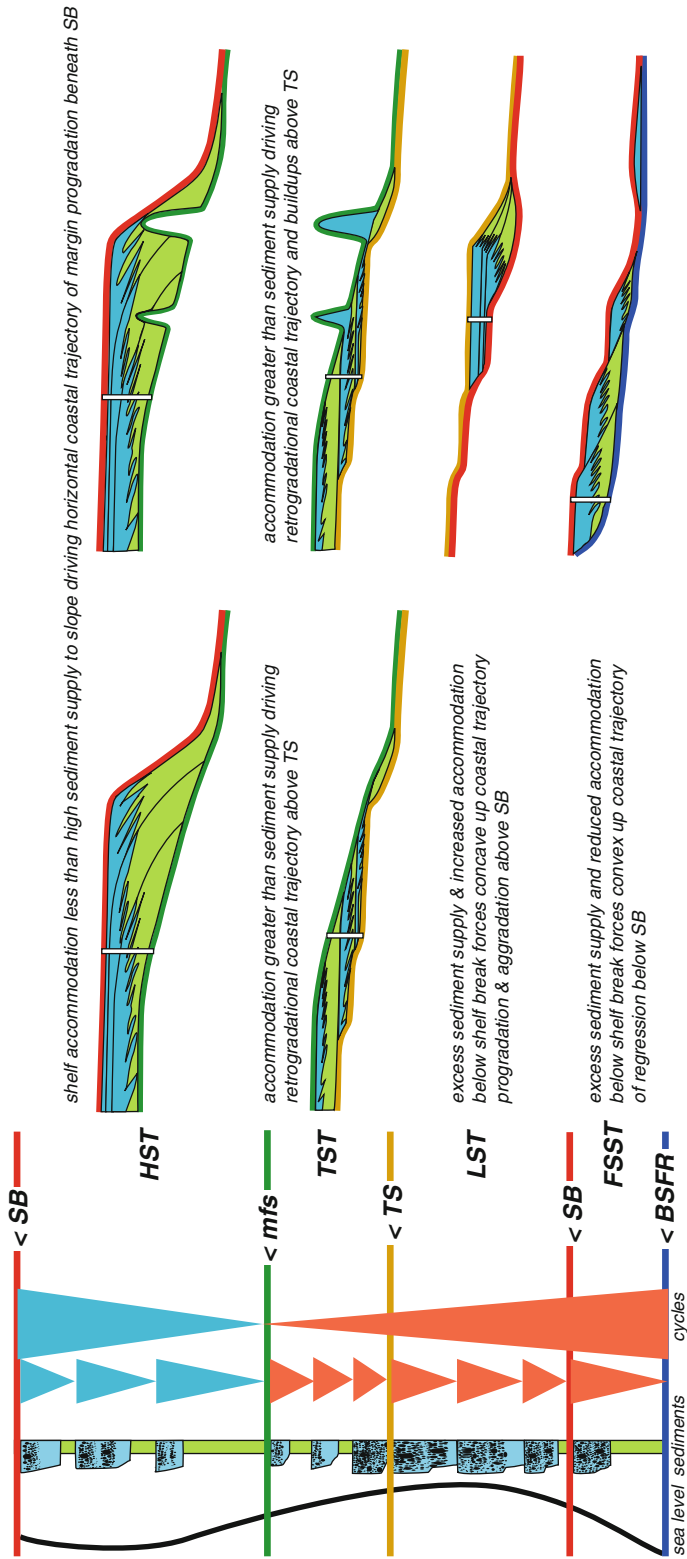 < SB
HST
shelf accommodation less than high sediment supply to slope driving horizontal coastal trajectory of margin progradation beneath SB
< mfs
TST
accommodation greater than sediment supply driving
retrogradational coastal trajectory above TS
accommodation greater than sediment supply driving
retrogradational coastal trajectory and buildups above TS
< TS
LST
excess sediment supply & increased accommodation
below shelf break forces concave up coastal trajectory
progradation & aggradation above SB
< SB
FSST
excess sediment supply and reduced accommodation
below shelf break forces convex up coastal trajectory
of regression below SB
< BSFR
sea level sediments cycles